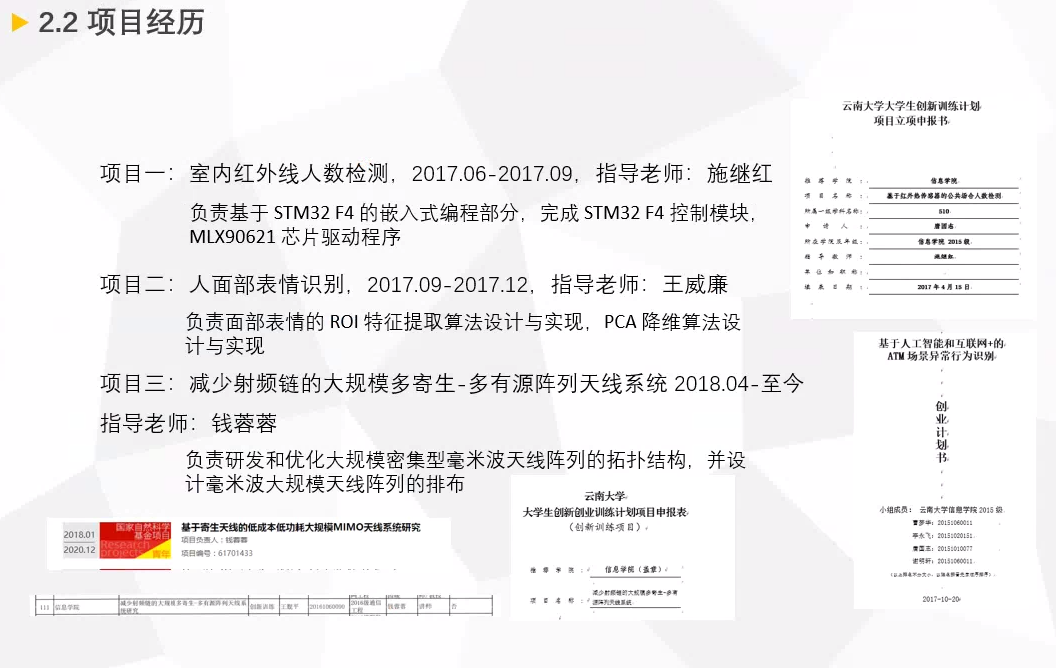 2.2 项目经历
项目一：室内红外线人数检测，2017.06-2017.09，指导老师：施继红
负责基于 STM32 F4 的嵌入式编程部分，完成 STM32 F4 控制模块，
MLX90621 芯片驱动程序
项目二：人面部表情识别，2017.09-2017.12，指导老师：王威廉
负责面部表情的 ROI 特征提取算法设计与实现，PCA 降维算法设
计与实现
项目三：减少射频链的大规模多寄生-多有源阵列天线系统 2018.04-至今
指导老师：钱蓉蓉
负责研发和优化大规模密集型毫米波天线阵列的拓扑结构，并设
计毫米波大规模天线阵列的排布
云南大学大学生创新训练计划
项目立项申报书
推 荐 学 院 ： 信息学院
项 目 名 称 ： 基于红外热传感器的公共场合人数检测
所属一级学科名称： 510
申 请 人 ：
所在学院及年级： 信息学院 2015 级
指 导 教 师 ： 施继红
单 位 和 职 称：
填 表 日 期 ： 2017 年 4 月 15 日
基于人工智能和互联网+的
ATM 场景异常行为识别
创业计划书
小组成员： 云南大学信息学院 2015 级
曹梦华：20151060011
李永飞：20151020151
唐国志：20151010077
谢明轩：20151060011
2017-10-20
云南大学
大学生创新创业训练计划项目申报表
（创新训练项目）
推 荐 学 院 ： 信息学院（盖章）
项 目 名 称 ： 减少射频链的大规模多寄生-多
有源阵列天线系统
2018.01
2020.12
国家自然科学
基金项目
Research
projects
青年
基于寄生天线的低成本低功耗大规模MIMO天线系统研究
项目负责人：钱蓉蓉
项目编号：61701433
111 信息学院 减少射频链的大规模多寄生-多有源阵列天线系统研究 创新训练 20161060090 2016级通信工程 钱蓉蓉 讲师 否